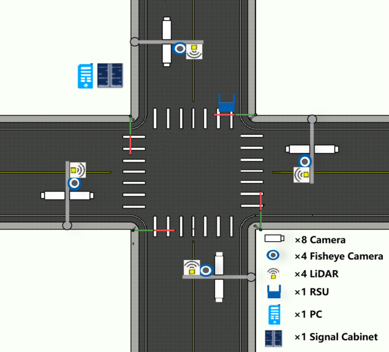 ×8 Camera
×4 Fisheye Camera
×4 LiDAR
×1 RSU
×1 PC
×1 Signal Cabinet